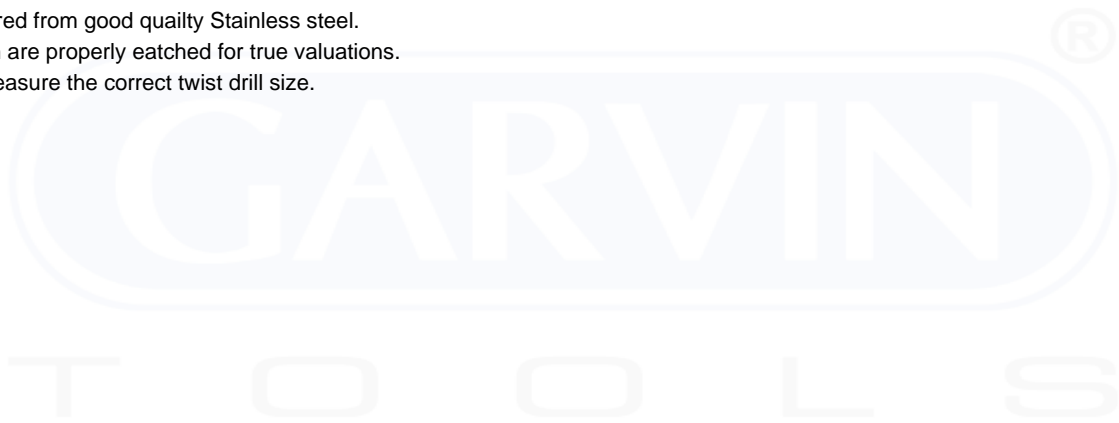 red from good quailty Stainless steel.
are properly eatched for true valuations.
easure the correct twist drill size.
GARVIN
®
TOOLS